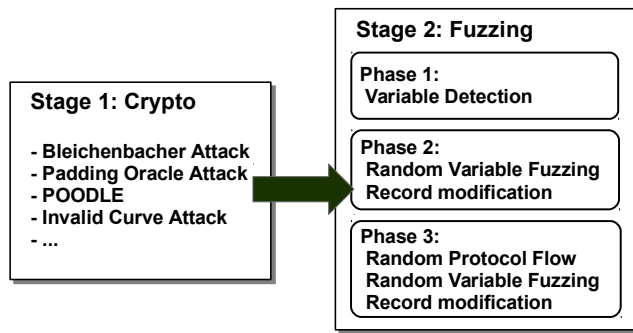 Stage 1: Crypto
- Bleichenbacher Attack
- Padding Oracle Attack
- POODLE
- Invalid Curve Attack
- ...
Stage 2: Fuzzing
Phase 1:
Variable Detection
Phase 2:
Random Variable Fuzzing
Record modification
Phase 3:
Random Protocol Flow
Random Variable Fuzzing
Record modification